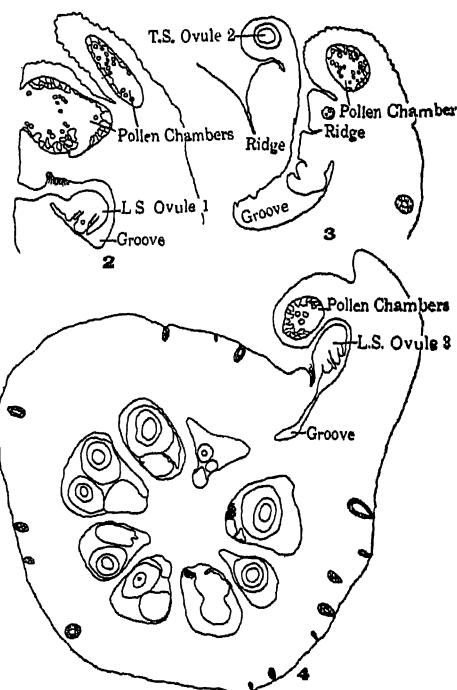 T.S. Ovule 2
Pollen Chambers
L.S Ovule 1
Groove
2
Pollen Chamber
Ridge
Ridge
Groove
3
Pollen Chambers
L.S. Ovule 3
Groove
4